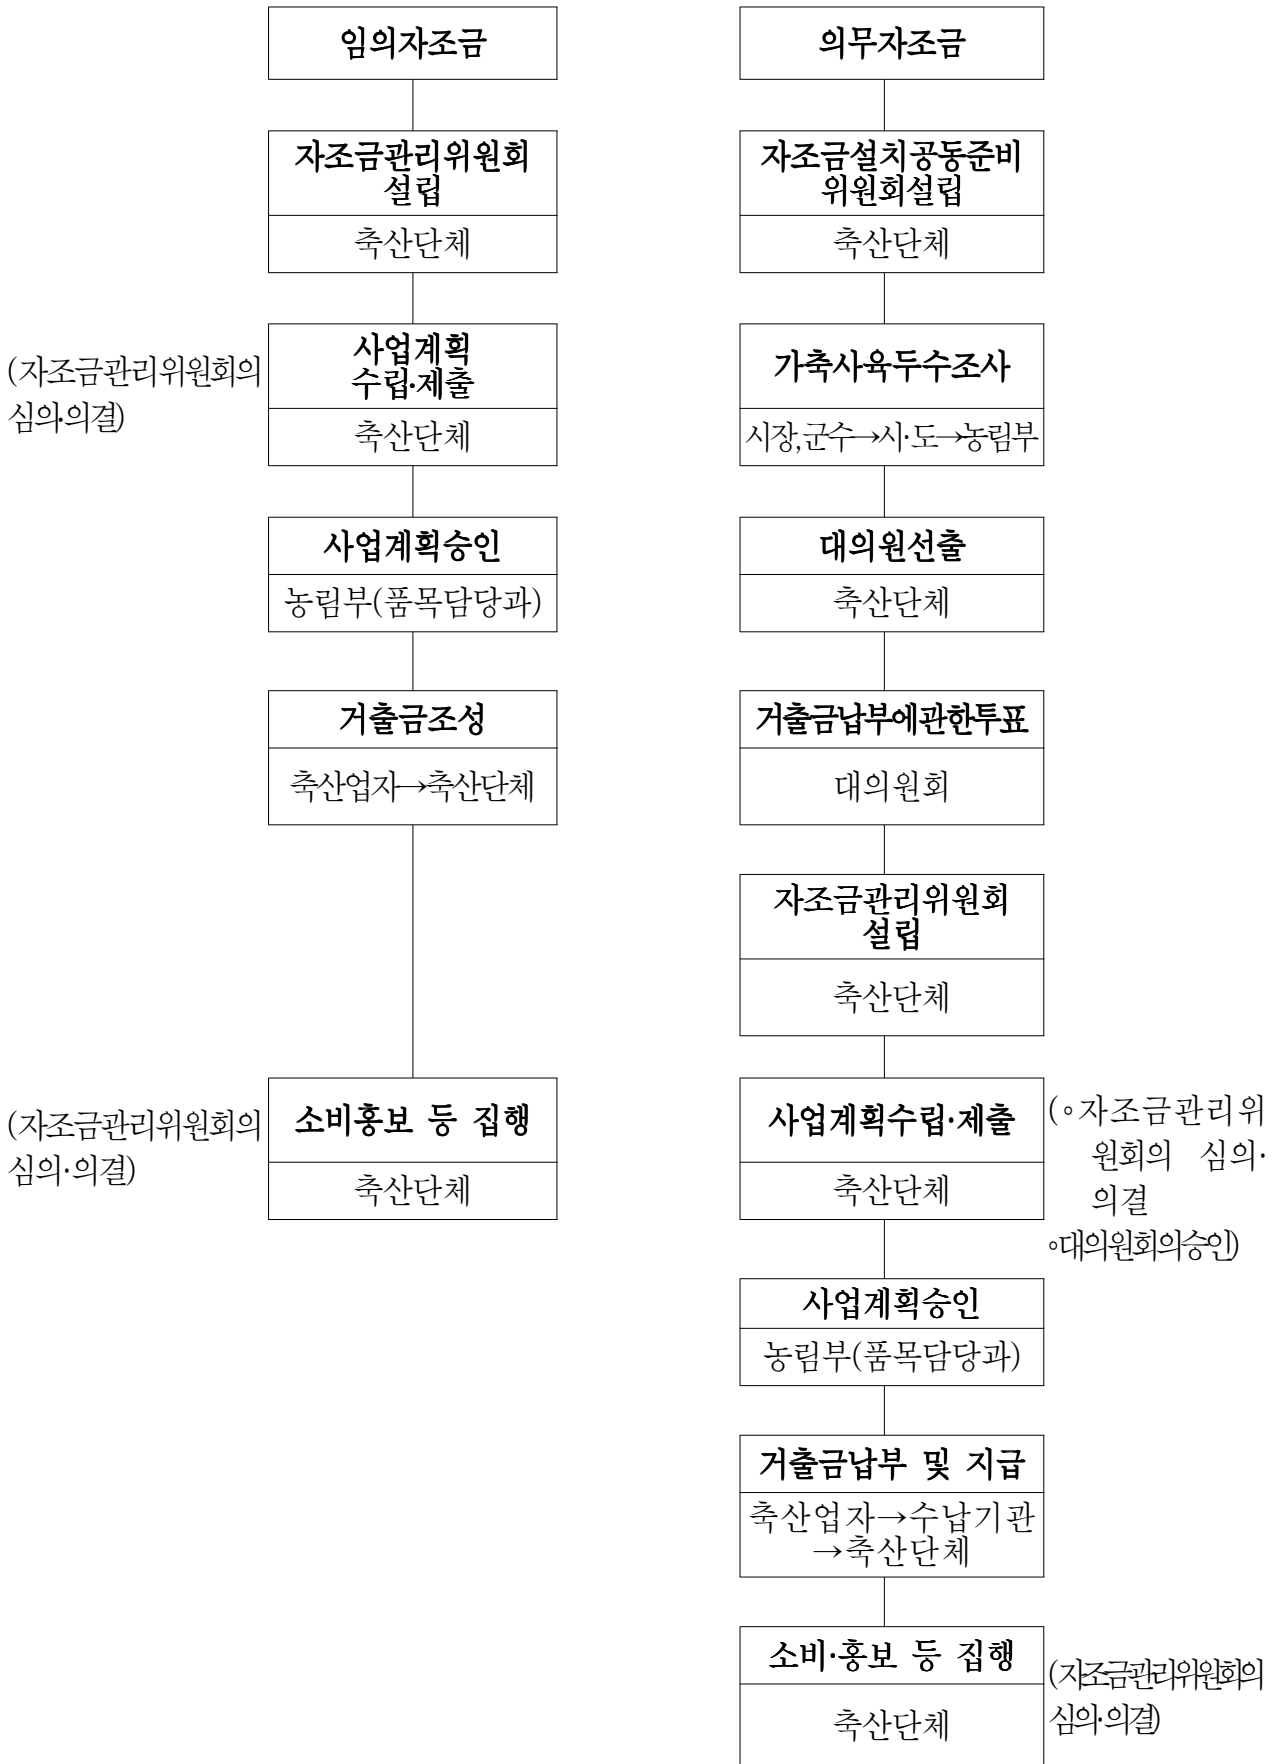 임의자조금
자조금관리위원회
설립
축산단체
(자조금관리위원회의
심의·의결)
사업계획
수립·제출
축산단체
사업계획승인
농림부(품목담당과)
거출금조성
축산업자→축산단체
(자조금관리위원회의
심의·의결)
소비홍보 등 집행
축산단체
의무자조금
자조금설치공동준비
위원회설립
축산단체
가축사육두수조사
시장,군수→시·도→농림부
대의원선출
축산단체
거출금납부에관한투표
대의원회
자조금관리위원회
설립
축산단체
사업계획수립·제출
축산단체
(∘자조금관리위
원회의 심의·
의결
∘대의원회의승인)
사업계획승인
농림부(품목담당과)
거출금납부 및 지급
축산업자→수납기관
→축산단체
소비·홍보 등 집행
축산단체
(자조금관리위원회의
심의·의결)